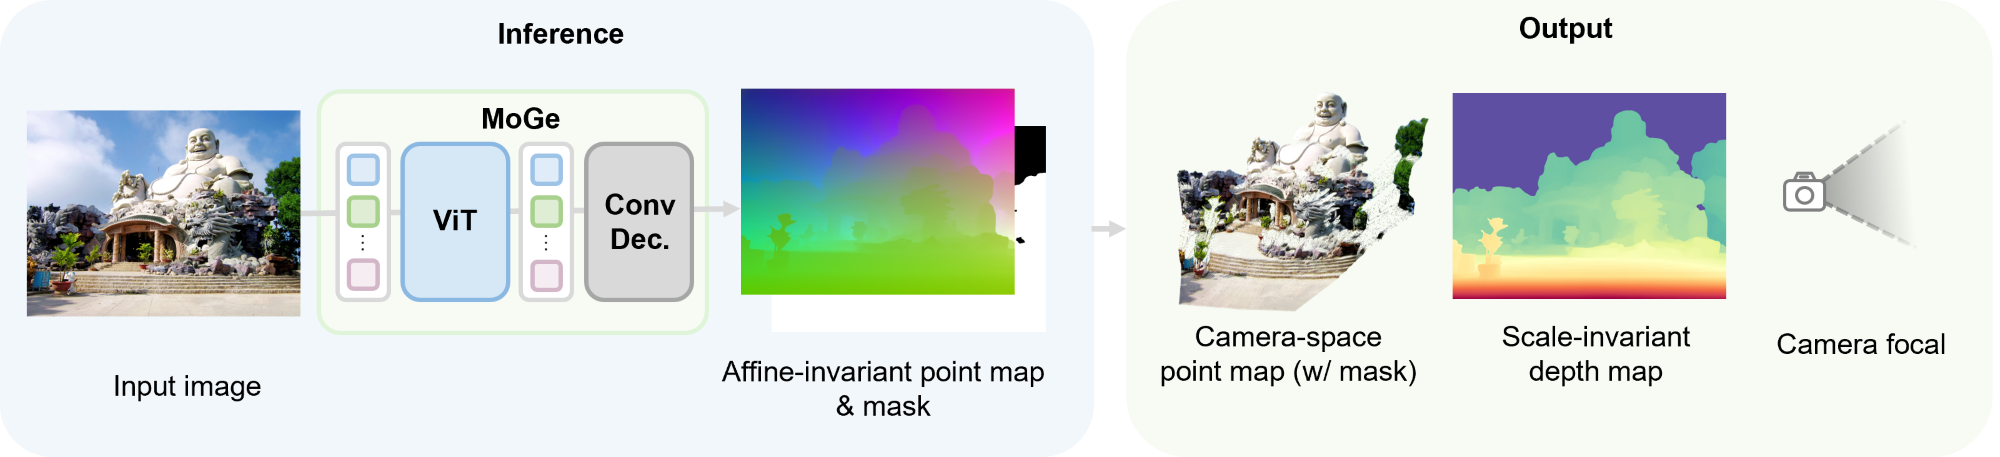 Inference
MoGe
ViT
Conv
Dec.
Input image
Affine-invariant point map
& mask
Output
Camera-space
point map (w/ mask)
Scale-invariant
depth map
Camera focal